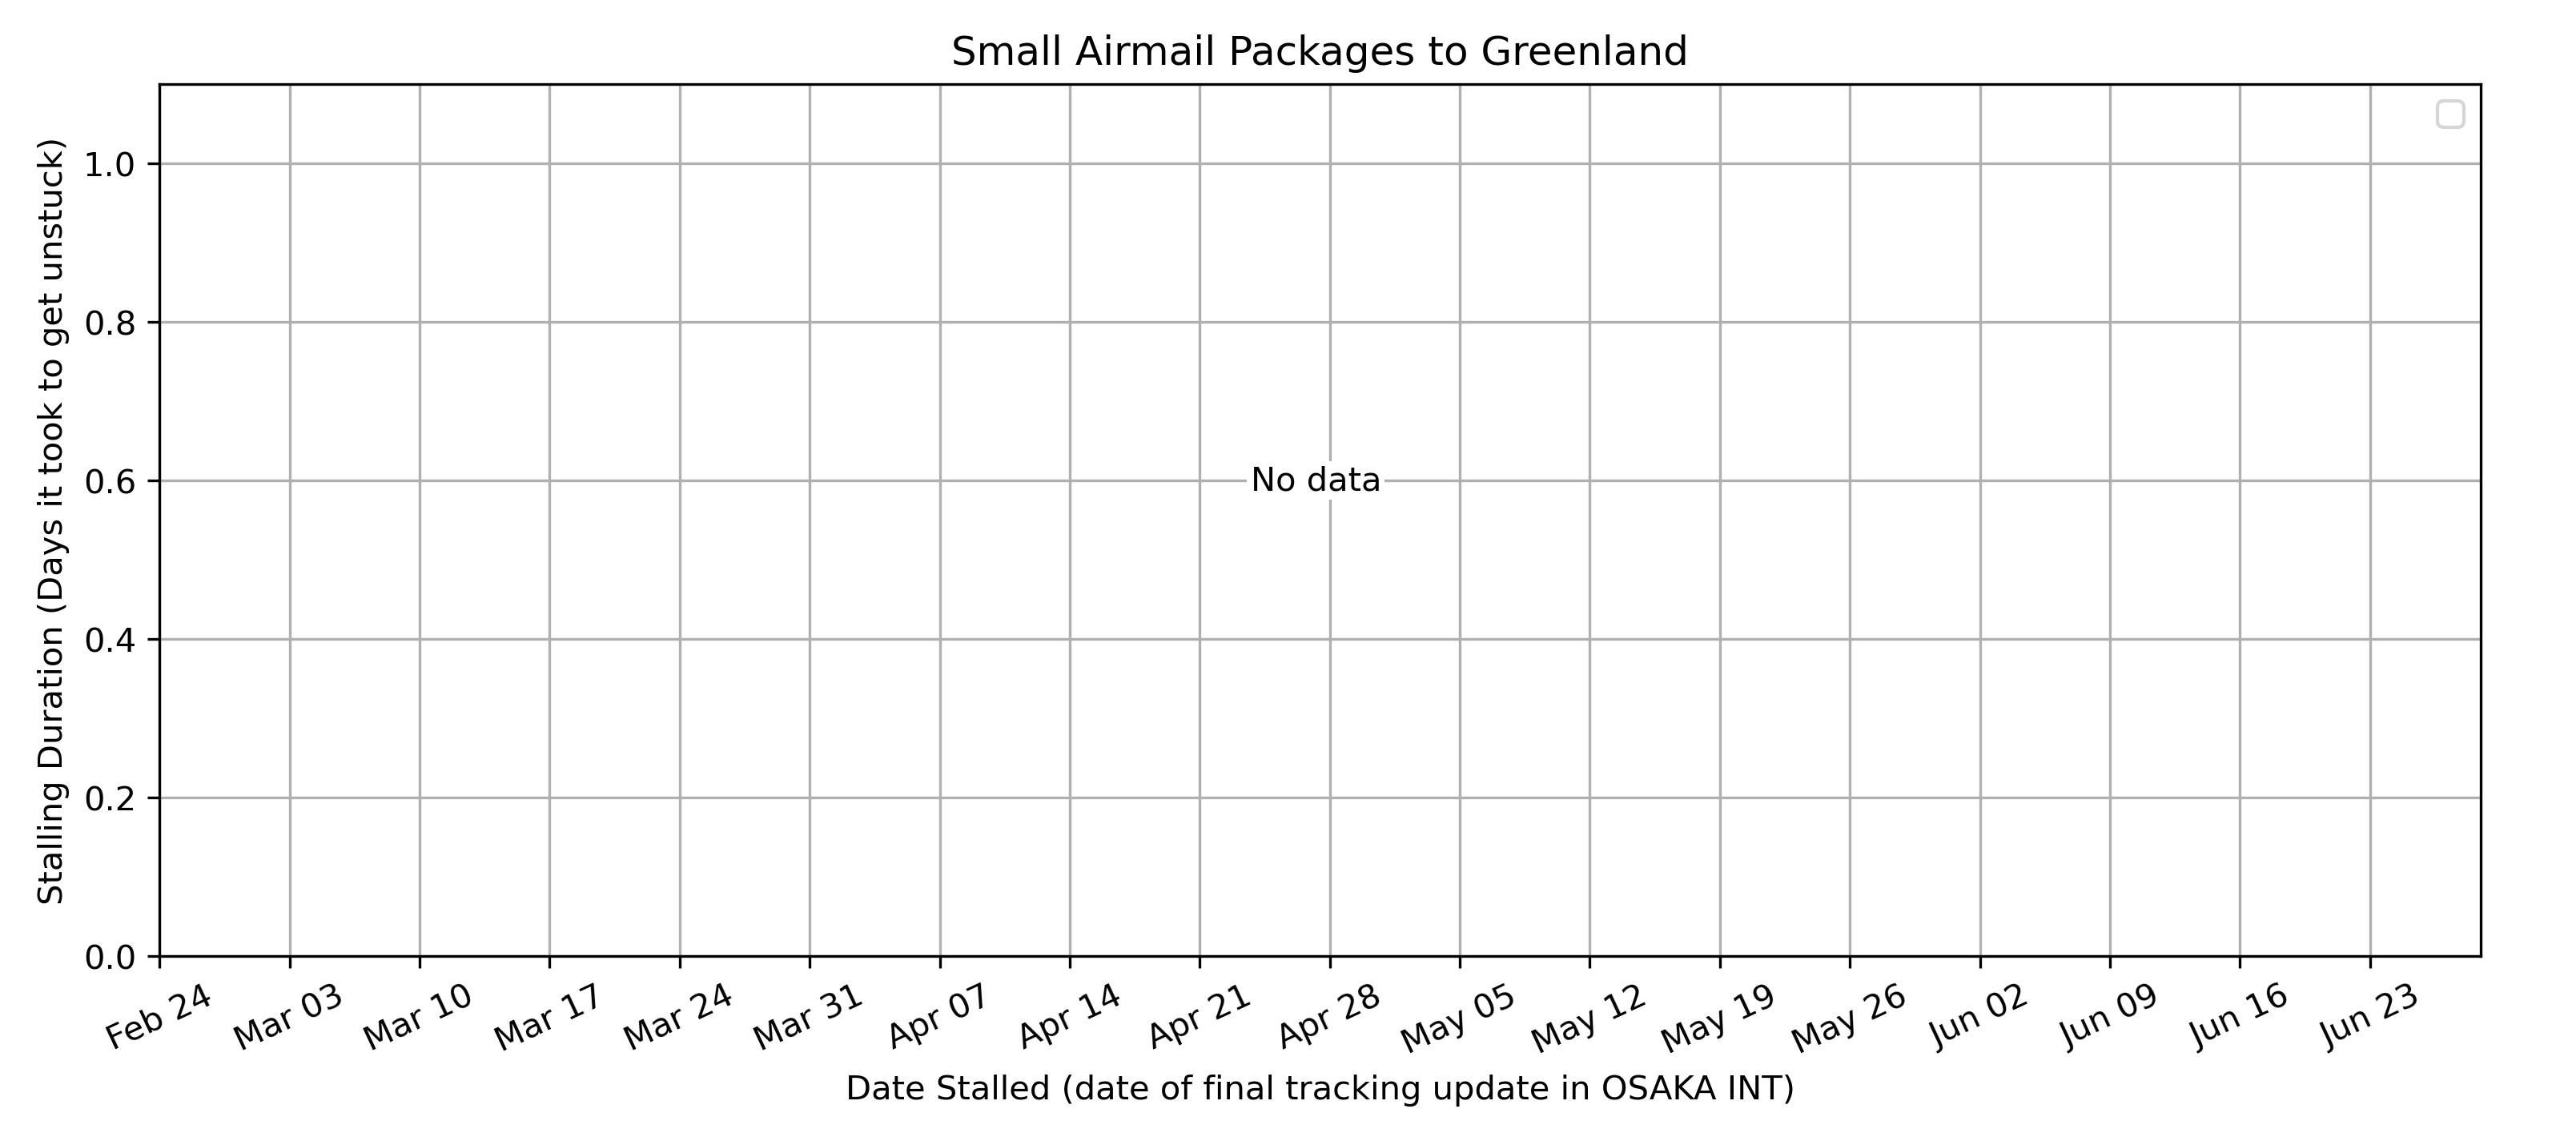 Small Airmail Packages to Greenland
Stalling Duration (Days it took to get unstuck)
1.0
0.8
0.6
0.4
0.2
0.0
No data
Feb 24 Mar 03 Mar 10 Mar 17 Mar 24 Mar 31 Apr 07 Apr 14 Apr 21 Apr 28 May 05 May 12 May 19 May 26 Jun 02 Jun 09 Jun 16 Jun 23
Date Stalled (date of final tracking update in OSAKA INT)